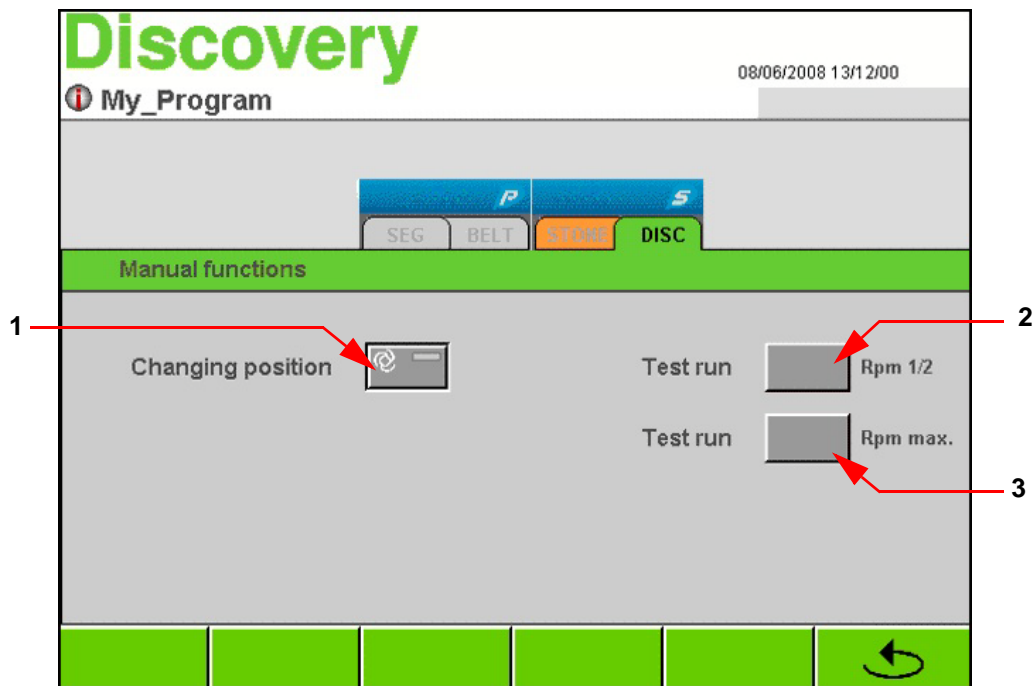 Discovery
08/06/2008 13/12/00
My_Program
P S
SEG BELT STONE DISC
Manual functions
1
2
Changing position
Test run
Rpm 1/2
Test run
Rpm max.
3